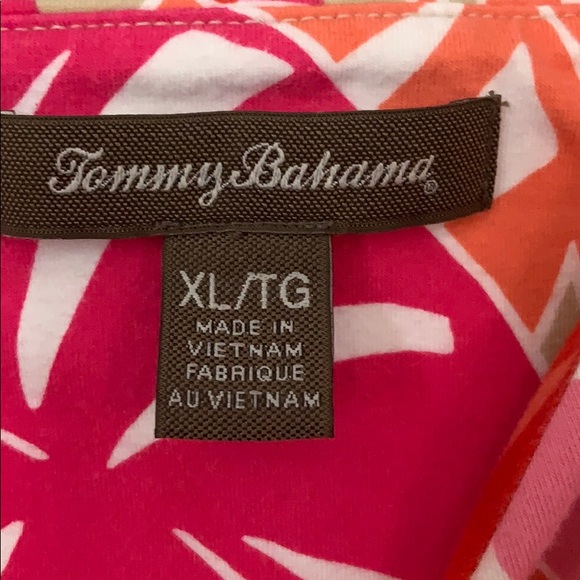 Tommy Bahama®
XL/TG
MADE IN
VIETNAM
FABRIQUE
AU VIETNAM